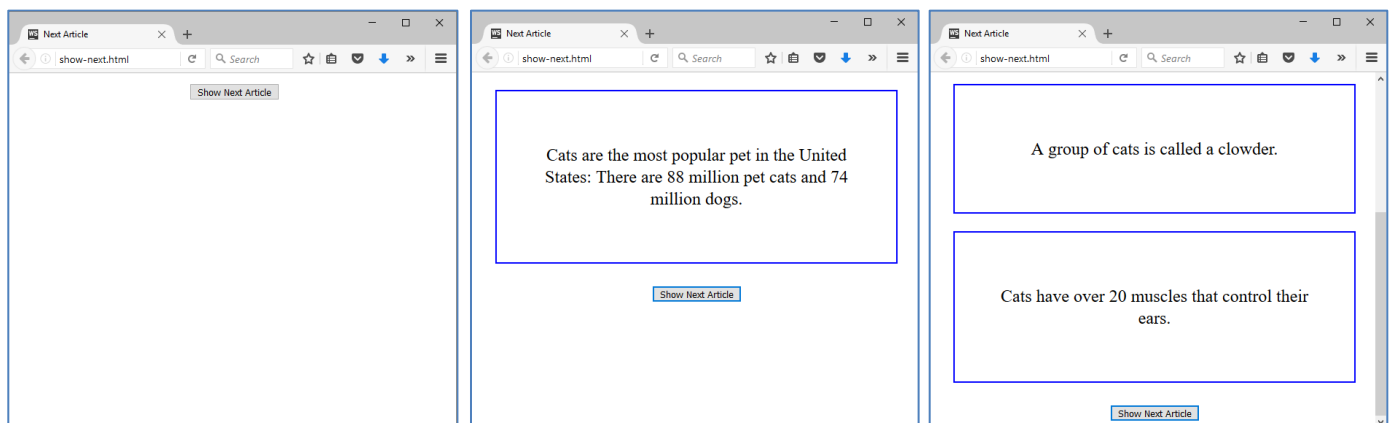 WS Next Article
show-next.html
Search
Show Next Article
WS Next Article
show-next.html
Search
Cats are the most popular pet in the United
States: There are 88 million pet cats and 74
million dogs.
Show Next Article
WS Next Article
show-next.html
Search
A group of cats is called a clowder.
Cats have over 20 muscles that control their
ears.
Show Next Article